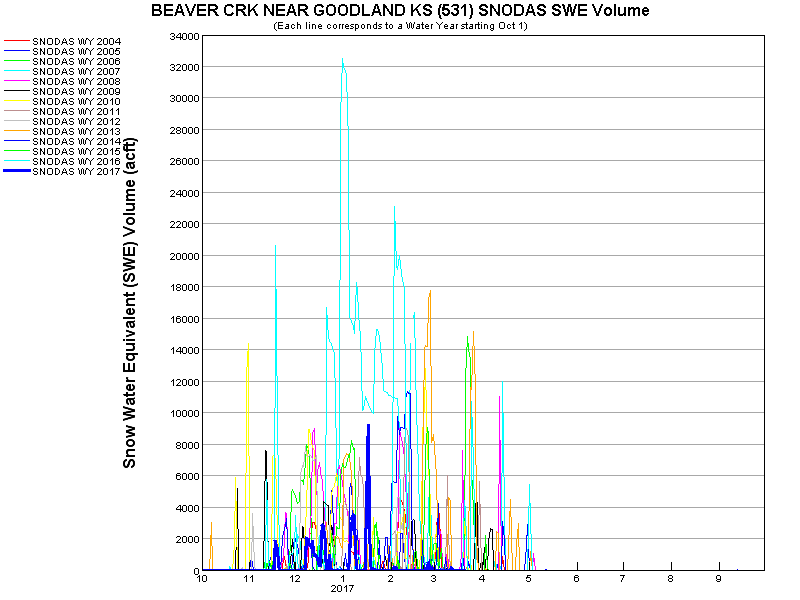 BEAVER CRK NEAR GOODLAND KS (531) SNODAS SWE Volume
(Each line corresponds to a Water Year starting Oct 1)
SNODAS WY 2004
SNODAS WY 2005
SNODAS WY 2006
SNODAS WY 2007
SNODAS WY 2008
SNODAS WY 2009
SNODAS WY 2010
SNODAS WY 2011
SNODAS WY 2012
SNODAS WY 2013
SNODAS WY 2014
SNODAS WY 2015
SNODAS WY 2016
SNODAS WY 2017
Snow Water Equivalent (SWE) Volume (acft)
34000
32000
30000
28000
26000
24000
22000
20000
18000
16000
14000
12000
10000
8000
6000
4000
2000
0
10 11 12 1 2 3 4 5 6 7 8 9
2017